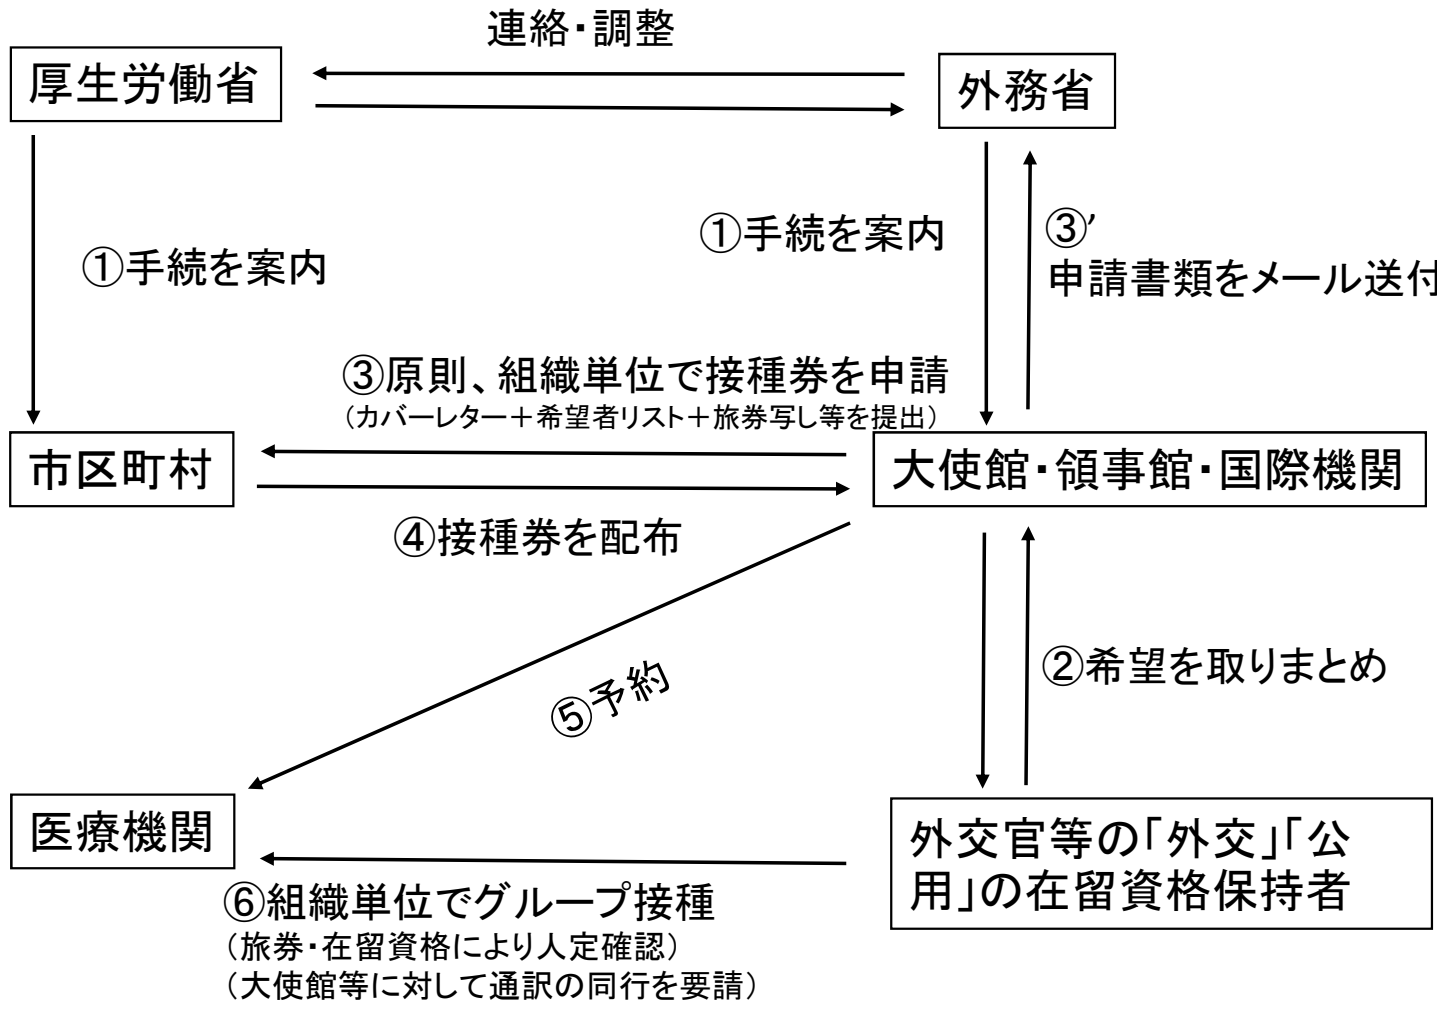 連絡・調整
厚生労働省
外務省
①手続を案内
①手続を案内
③’
申請書類をメール送付
③原則、組織単位で接種券を申請
（カバーレター＋希望者リスト＋旅券写し等を提出）
市区町村
大使館・領事館・国際機関
④接種券を配布
⑤予約
②希望を取りまとめ
医療機関
外交官等の「外交」「公
用」の在留資格保持者
⑥組織単位でグループ接種
（旅券・在留資格により人定確認）
（大使館等に対して通訳の同行を要請）